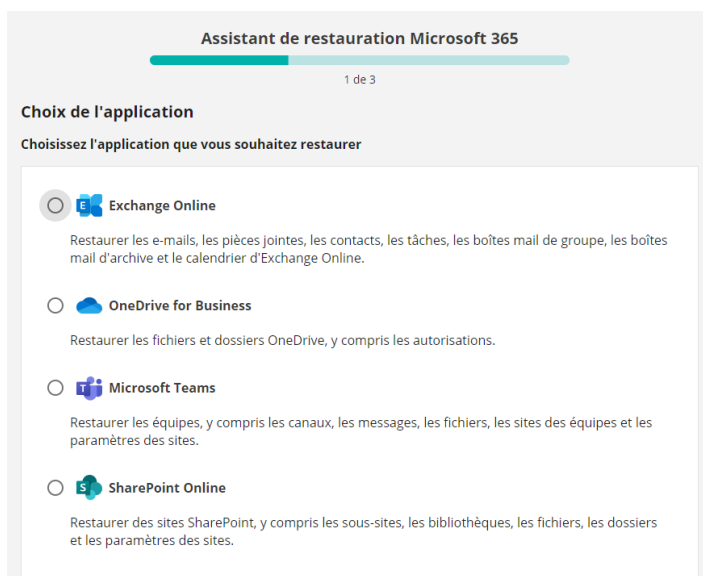 Assistant de restauration Microsoft 365
1 de 3
Choix de l'application
Choisissez l'application que vous souhaitez restaurer
E
Exchange Online
Restaurer les e-mails, les pièces jointes, les contacts, les tâches, les boîtes mail de groupe, les boîtes
mail d'archive et le calendrier d'Exchange Online.
OneDrive for Business
Restaurer les fichiers et dossiers OneDrive, y compris les autorisations.
T
Microsoft Teams
Restaurer les équipes, y compris les canaux, les messages, les fichiers, les sites des équipes et les
paramètres des sites.
S
SharePoint Online
Restaurer des sites SharePoint, y compris les sous-sites, les bibliothèques, les fichiers, les dossiers
et les paramètres des sites.